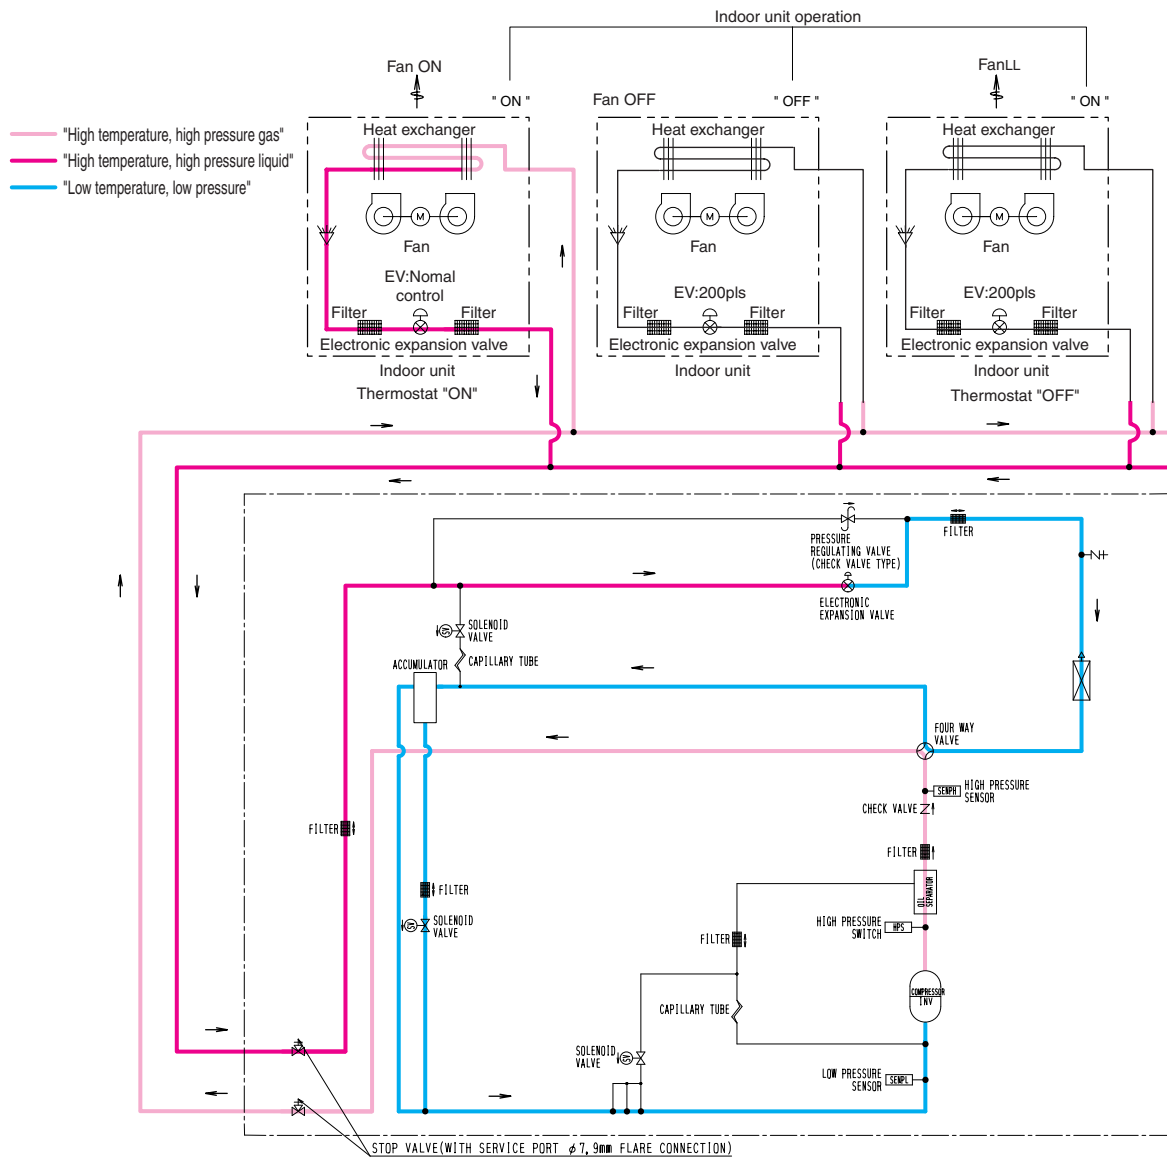 Indoor unit operation
Fan ON
" ON "
Fan OFF
" OFF "
FanLL
" ON "
"High temperature, high pressure gas"
"High temperature, high pressure liquid"
"Low temperature, low pressure"
Heat exchanger
Heat exchanger
Heat exchanger
M
M
M
Fan
Fan
Fan
EV:Nomal
control
EV:200pls
EV:200pls
Filter
Filter
Filter
Filter
Filter
Filter
Electronic expansion valve
Electronic expansion valve
Electronic expansion valve
Indoor unit
Indoor unit
Indoor unit
Thermostat "ON"
Thermostat "OFF"
PRESSURE
REGULATING VALVE
(CHECK VALVE TYPE)
FILTER
ELECTRONIC
EXPANSION VALVE
SV
SOLENOID
VALVE
CAPILLARY TUBE
ACCUMULATOR
FOUR WAY
VALVE
SENPH
HIGH PRESSURE
SENSOR
CHECK VALVE
FILTER
FILTER
OIL
SEPARATOR
FILTER
SV
SOLENOID
VALVE
HIGH PRESSURE
SWITCH
HPS
FILTER
COMPRESSOR
INV
CAPILLARY TUBE
SOLENOID
VALVE
SV
LOW PRESSURE
SENSOR
SENPL
STOP VALVE(WITH SERVICE PORT φ7,9mm FLARE CONNECTION)